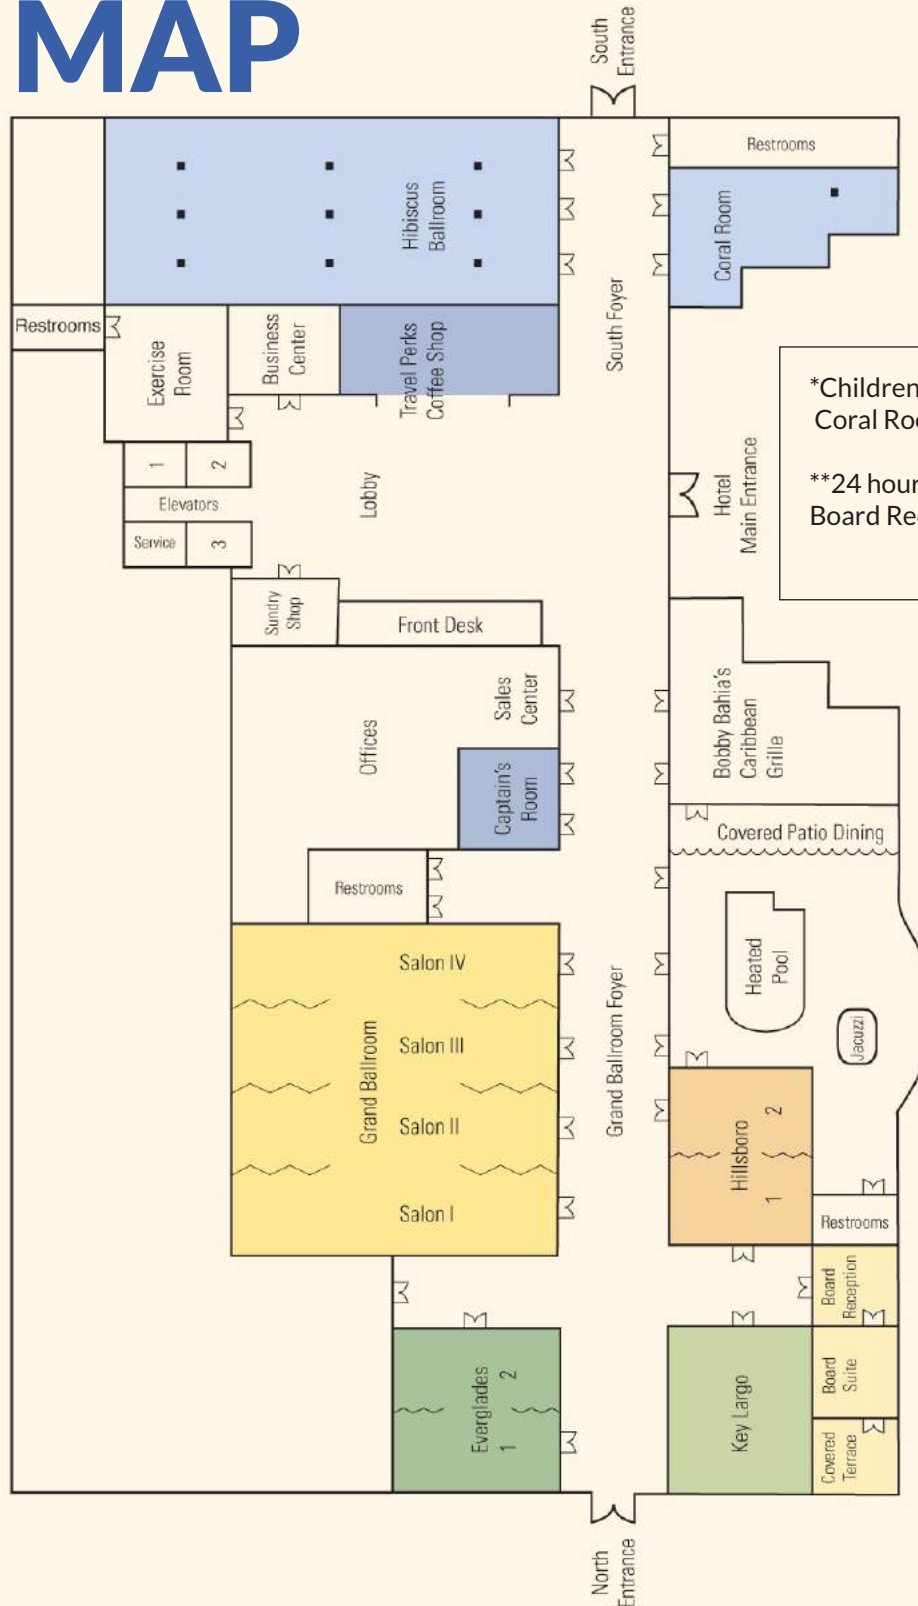 MAP
South
Entrance
Restrooms
Hibiscus
Ballroom
Coral Room
Restrooms
Exercise
Room
Business
Center
Travel Perks
Coffee Shop
South Foyer
*Children
Coral
**24 hour
Board
1
2
Elevators
Service
3
Lobby
Hotel
Main Entrance
Sundry
Shop
Front Desk
Offices
Sales
Center
Captain's
Room
Bobby Bahia's
Caribbean
Grille
Covered Patio Dining
Restrooms
Heated
Pool
Jacuzzi
Grand Ballroom
Salon IV
Salon III
Salon II
Salon I
Grand Ballroom Foyer
Hillsboro
1
2
Restrooms
Board
Reception
Everglades
1
2
Key Largo
Board
Suite
Covered
Terrace
North
Entrance